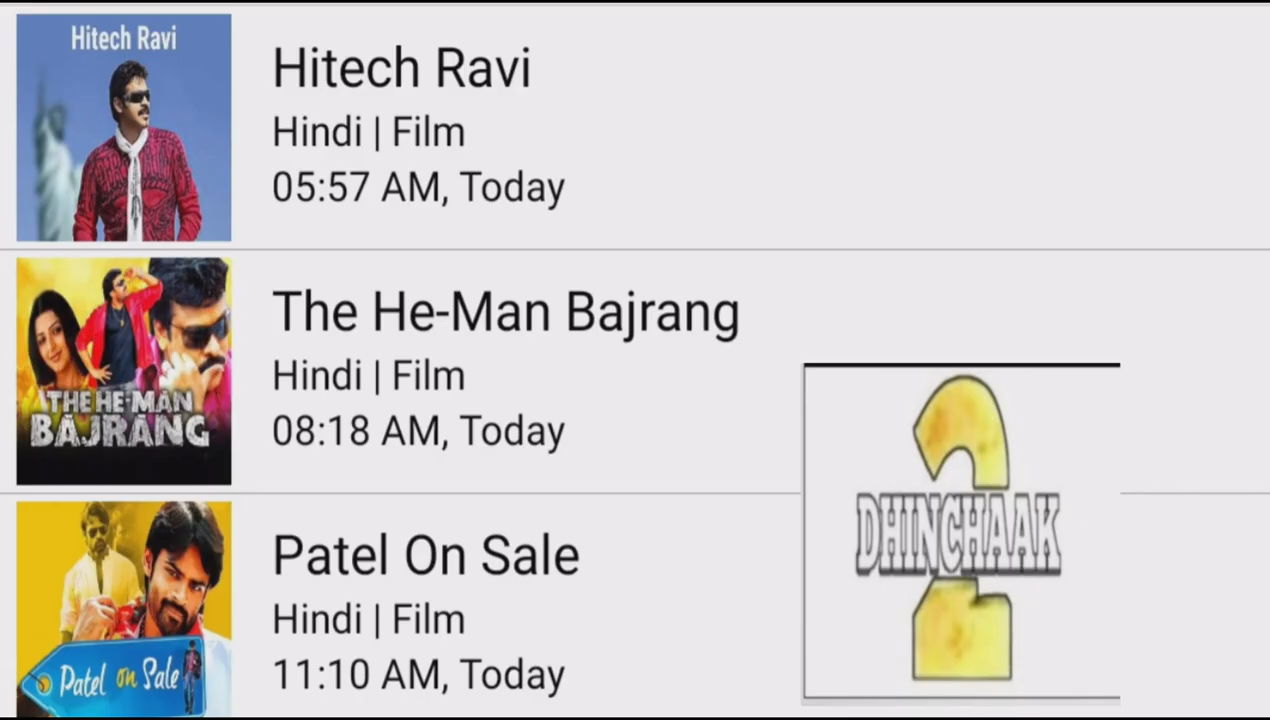 Hitech Ravi
Hitech Ravi
Hindi | Film
05:57 AM, Today
THE HE-MAN
BAJRANG
The He-Man Bajrang
Hindi | Film
08:18 AM, Today
Patel on Sale
Patel On Sale
Hindi | Film
11:10 AM, Today
2
DHINCHAAK